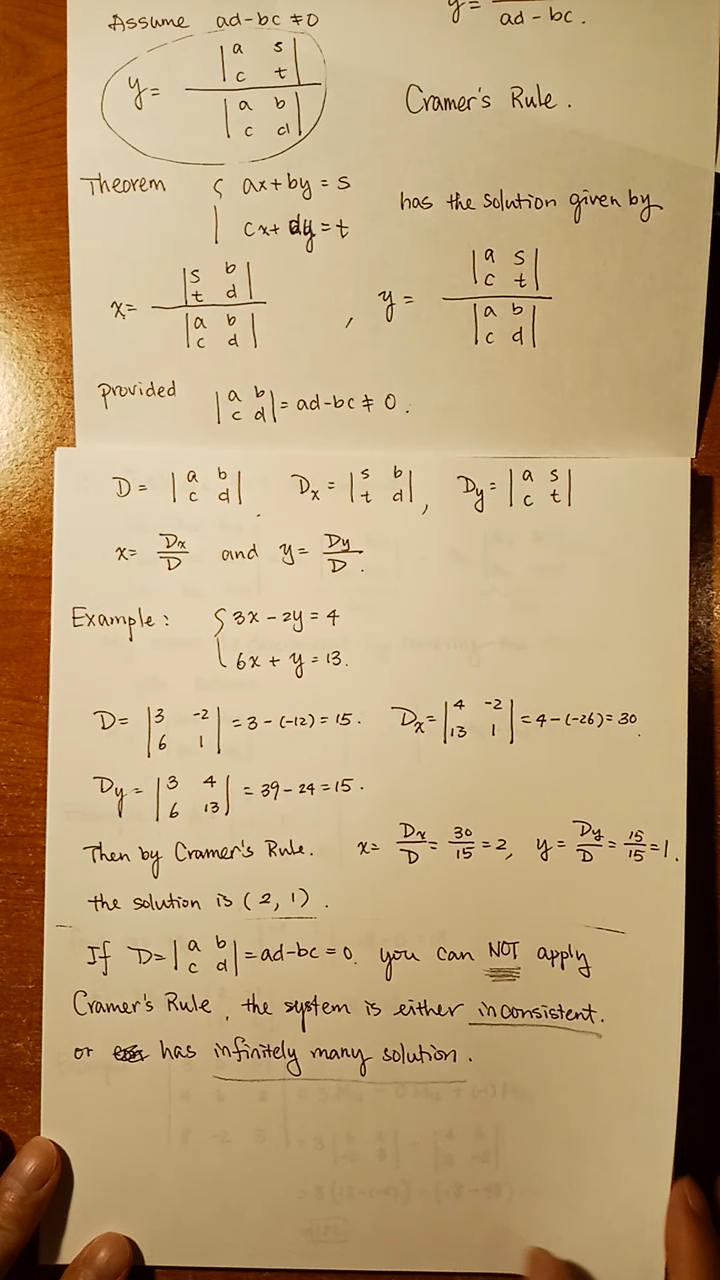 Assume ad-bc ≠ 0
y= ad-bc.
y= |a s| |c t| / |a b| |c d|
Cramer's Rule.
Theorem { ax+by = s
cx+dy = t
has the solution given by
x= |s b| |t d| / |a b| |c d| , y= |a s| |c t| / |a b| |c d|
provided |a b| |c d| = ad-bc ≠ 0.
D= |a b| |c d|. Dx= |s b| |t d|, Dy= |a s| |c t|
x= Dx/D and y= Dy/D.
Example: { 3x-2y=4
6x+y=13.
D= |3 -2| |6 1| = 3-(-12)=15. Dx= |4 -2| |13 1| = 4-(-26)=30
Dy= |3 4| |6 13| = 39-24=15.
Then by Cramer's Rule. x= Dx/D = 30/15 = 2, y= Dy/D = 15/15 = 1.
the solution is (2, 1).
If D= |a b| |c d| = ad-bc=0. you can NOT apply
Cramer's Rule, the system is either inconsistent.
or has infinitely many solution.